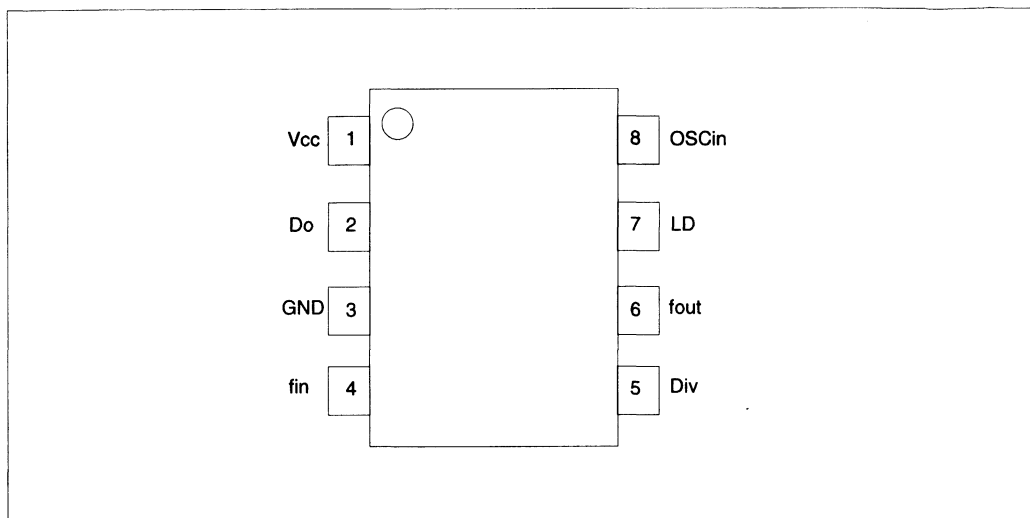 Vcc 1
Do 2
GND 3
fin 4
8 OSCin
7 LD
6 fout
5 Div